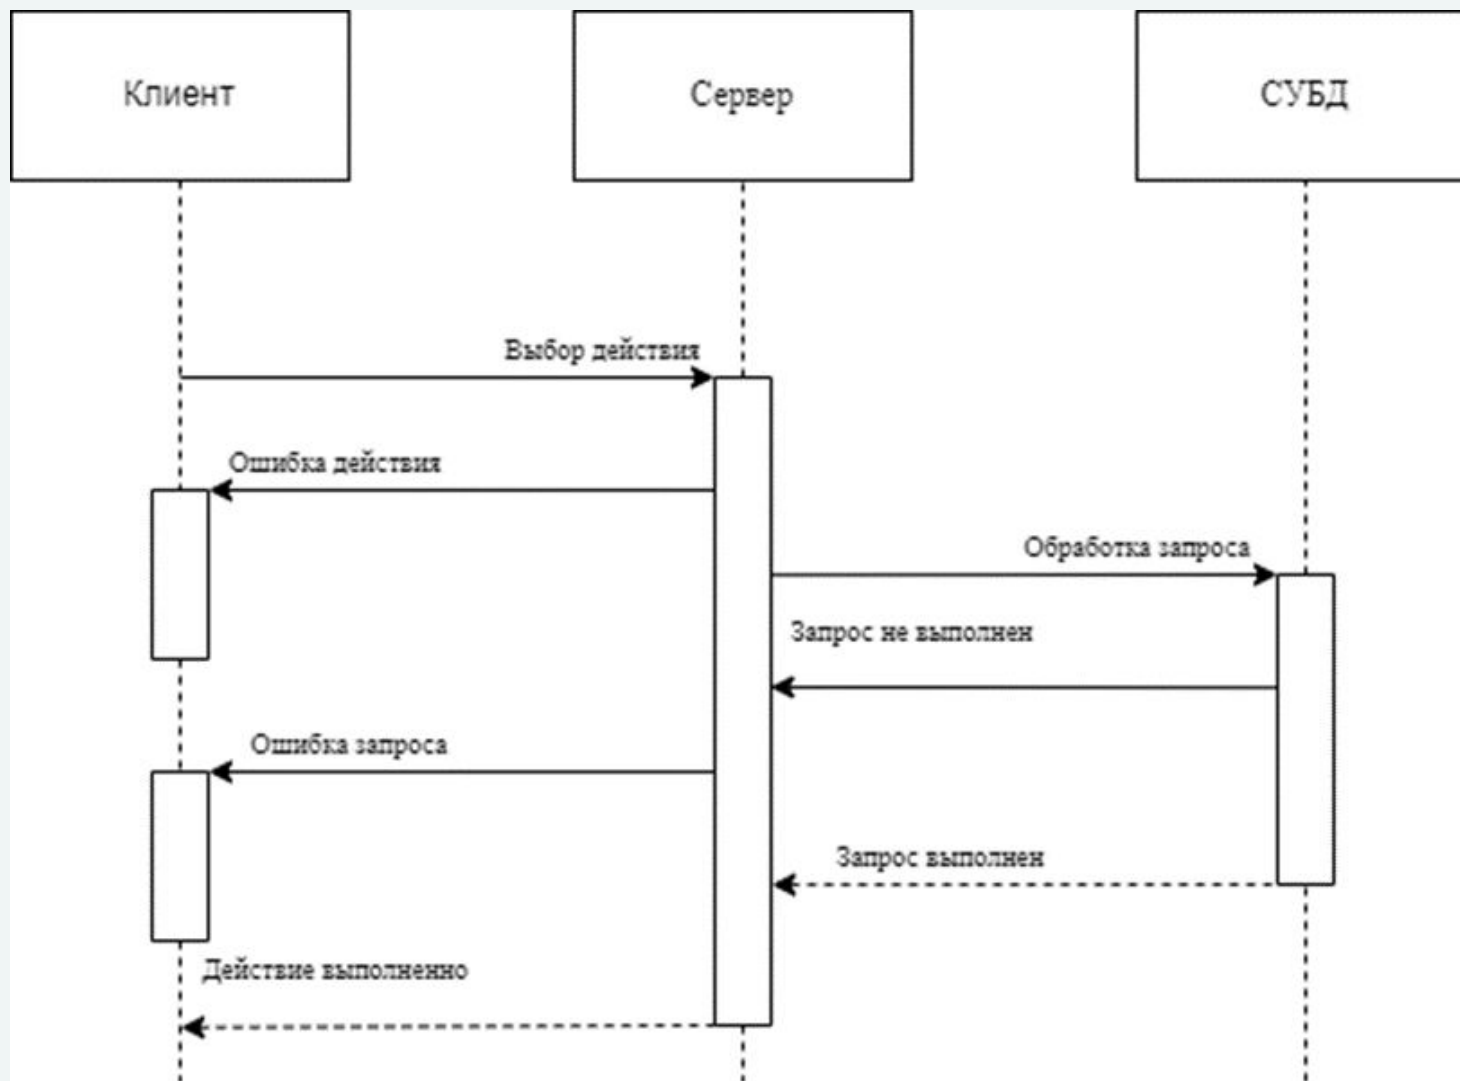 Клиент
Сервер
СУБД
Выбор действия
Ошибка действия
Обработка запроса
Запрос не выполнен
Ошибка запроса
Запрос выполнен
Действие выполненно